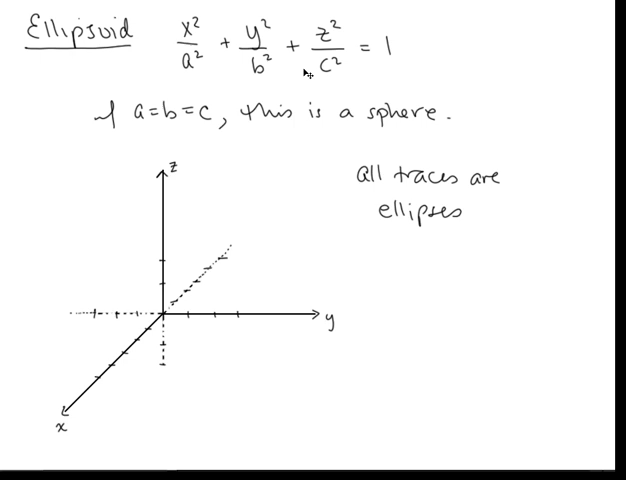 Ellipsoid x²/a² + y²/b² + z²/c² = 1
If a=b=c, this is a sphere.
z
all traces are
ellipses
y
x